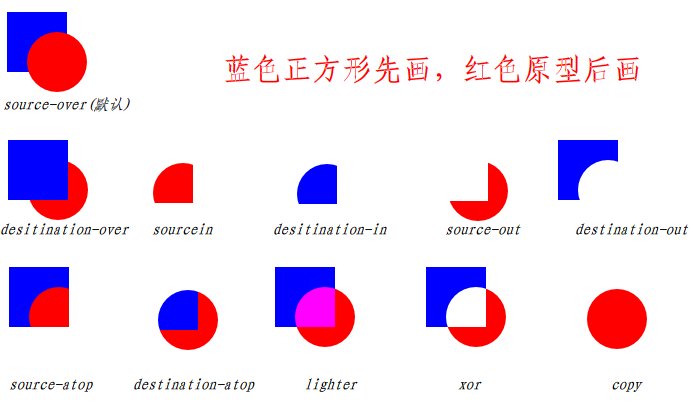 蓝色正方形先画，红色原型后画
source-over(默认)
desitination-over sourcein desitination-in source-out destination-out
source-atop destination-atop lighter xor copy